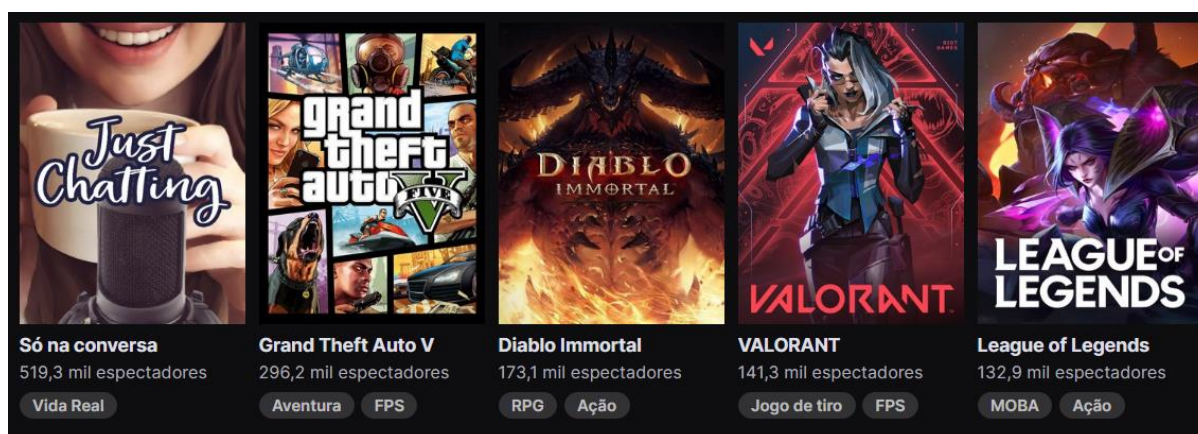 Just
Chatting
Só na conversa
519,3 mil espectadores
Vida Real
grand
theft
auto
FIVE
Grand Theft Auto V
296,2 mil espectadores
Aventura FPS
DIABLO
IMMORTAL
Diablo Immortal
173,1 mil espectadores
RPG Ação
RIOT
GAMES
VALORANT
VALORANT
141,3 mil espectadores
Jogo de tiro FPS
LEAGUE OF
LEGENDS
League of Legends
132,9 mil espectadores
MOBA Ação